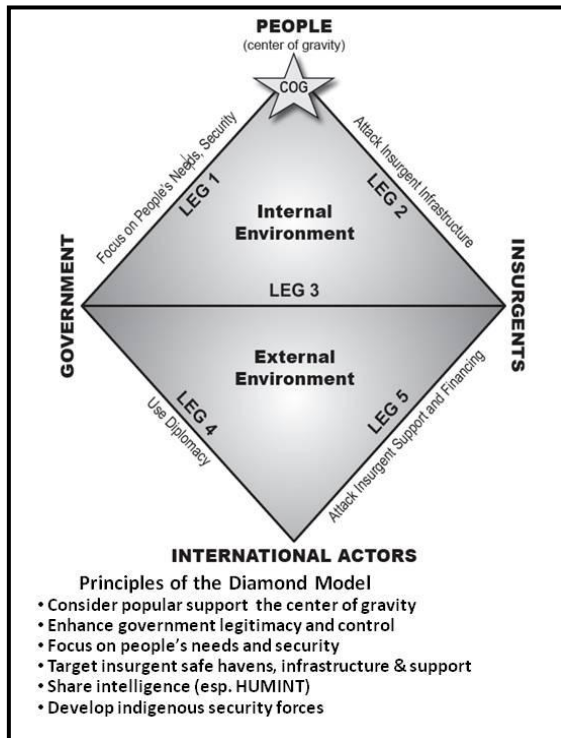 PEOPLE
(center of gravity)
COG
Focus on People's Needs, Security
LEG 1
Attack Insurgent Infrastructure
LEG 2
Internal
Environment
LEG 3
GOVERNMENT
INSURGENTS
External
Environment
LEG 4
Use Diplomacy
LEG 5
Attack Insurgent Support and Financing
INTERNATIONAL ACTORS
Principles of the Diamond Model
• Consider popular support the center of gravity
• Enhance government legitimacy and control
• Focus on people's needs and security
• Target insurgent safe havens, infrastructure & support
• Share intelligence (esp. HUMINT)
• Develop indigenous security forces